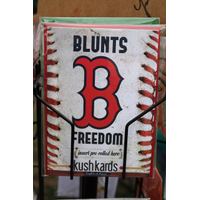 BLUNTS
B
FREEDOM
[insert pre rolled here]
kushkards